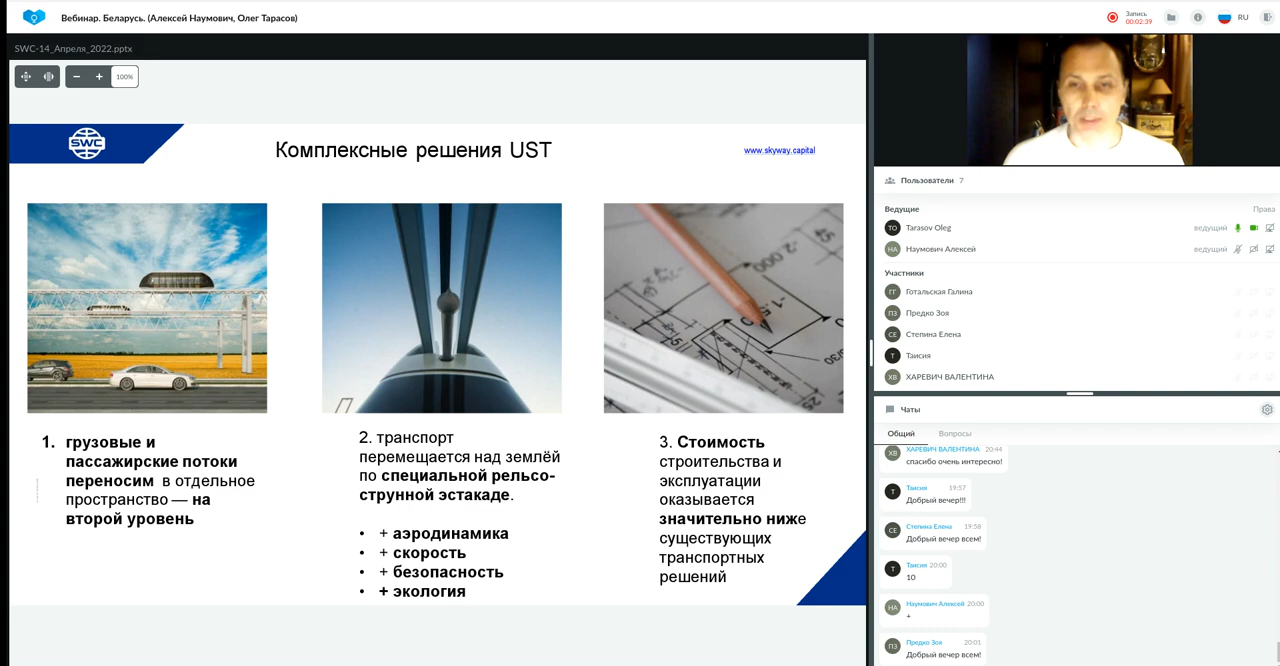 Вебинар. Беларусь. (Алексей Наумович, Олег Тарасов)
Запись
00:02:39
RU
SWC-14_Апреля_2022.pptx
100%
SWC
Комплексные решения UST
www.skyway.capital
1. грузовые и
пассажирские потоки
переносим в отдельное
пространство — на
второй уровень
2. транспорт
перемещается над землёй
по специальной рельсо-
струнной эстакаде.
• + аэродинамика
• + скорость
• + безопасность
• + экология
3. Стоимость
строительства и
эксплуатации
оказывается
значительно ниже
существующих
транспортных
решений
Пользователи 7
Ведущие Права
TO Tarasov Oleg ведущий
НА Наумович Алексей ведущий
Участники
ГГ Готальская Галина
ПЗ Предко Зоя
СЕ Степина Елена
Т Таисия
ХВ ХАРЕВИЧ ВАЛЕНТИНА
Чаты
Общий Вопросы
ХВ ХАРЕВИЧ ВАЛЕНТИНА 20:44
спасибо очень интересно!
Т Таисия 19:57
Добрый вечер!!!
СЕ Степина Елена 19:58
Добрый вечер всем!
Т Таисия 20:00
10
НА Наумович Алексей 20:00
+
ПЗ Предко Зоя 20:01
Добрый вечер всем!